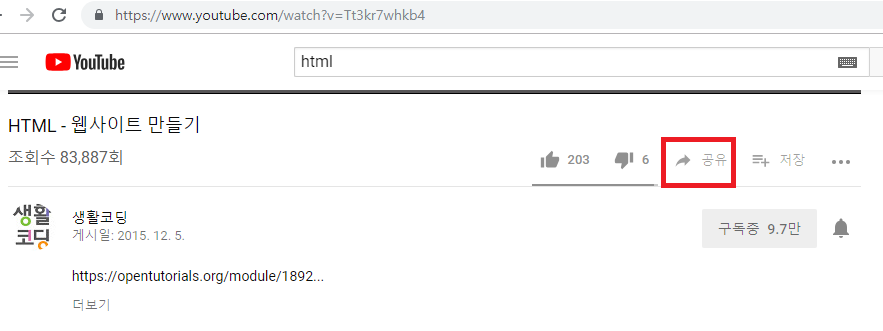 https://www.youtube.com/watch?v=Tt3kr7whkb4
YouTube
html
HTML - 웹사이트 만들기
조회수 83,887회
203
6
공유
저장
생활
코딩
생활코딩
게시일: 2015. 12. 5.
구독중 9.7만
https://opentutorials.org/module/1892...
더보기